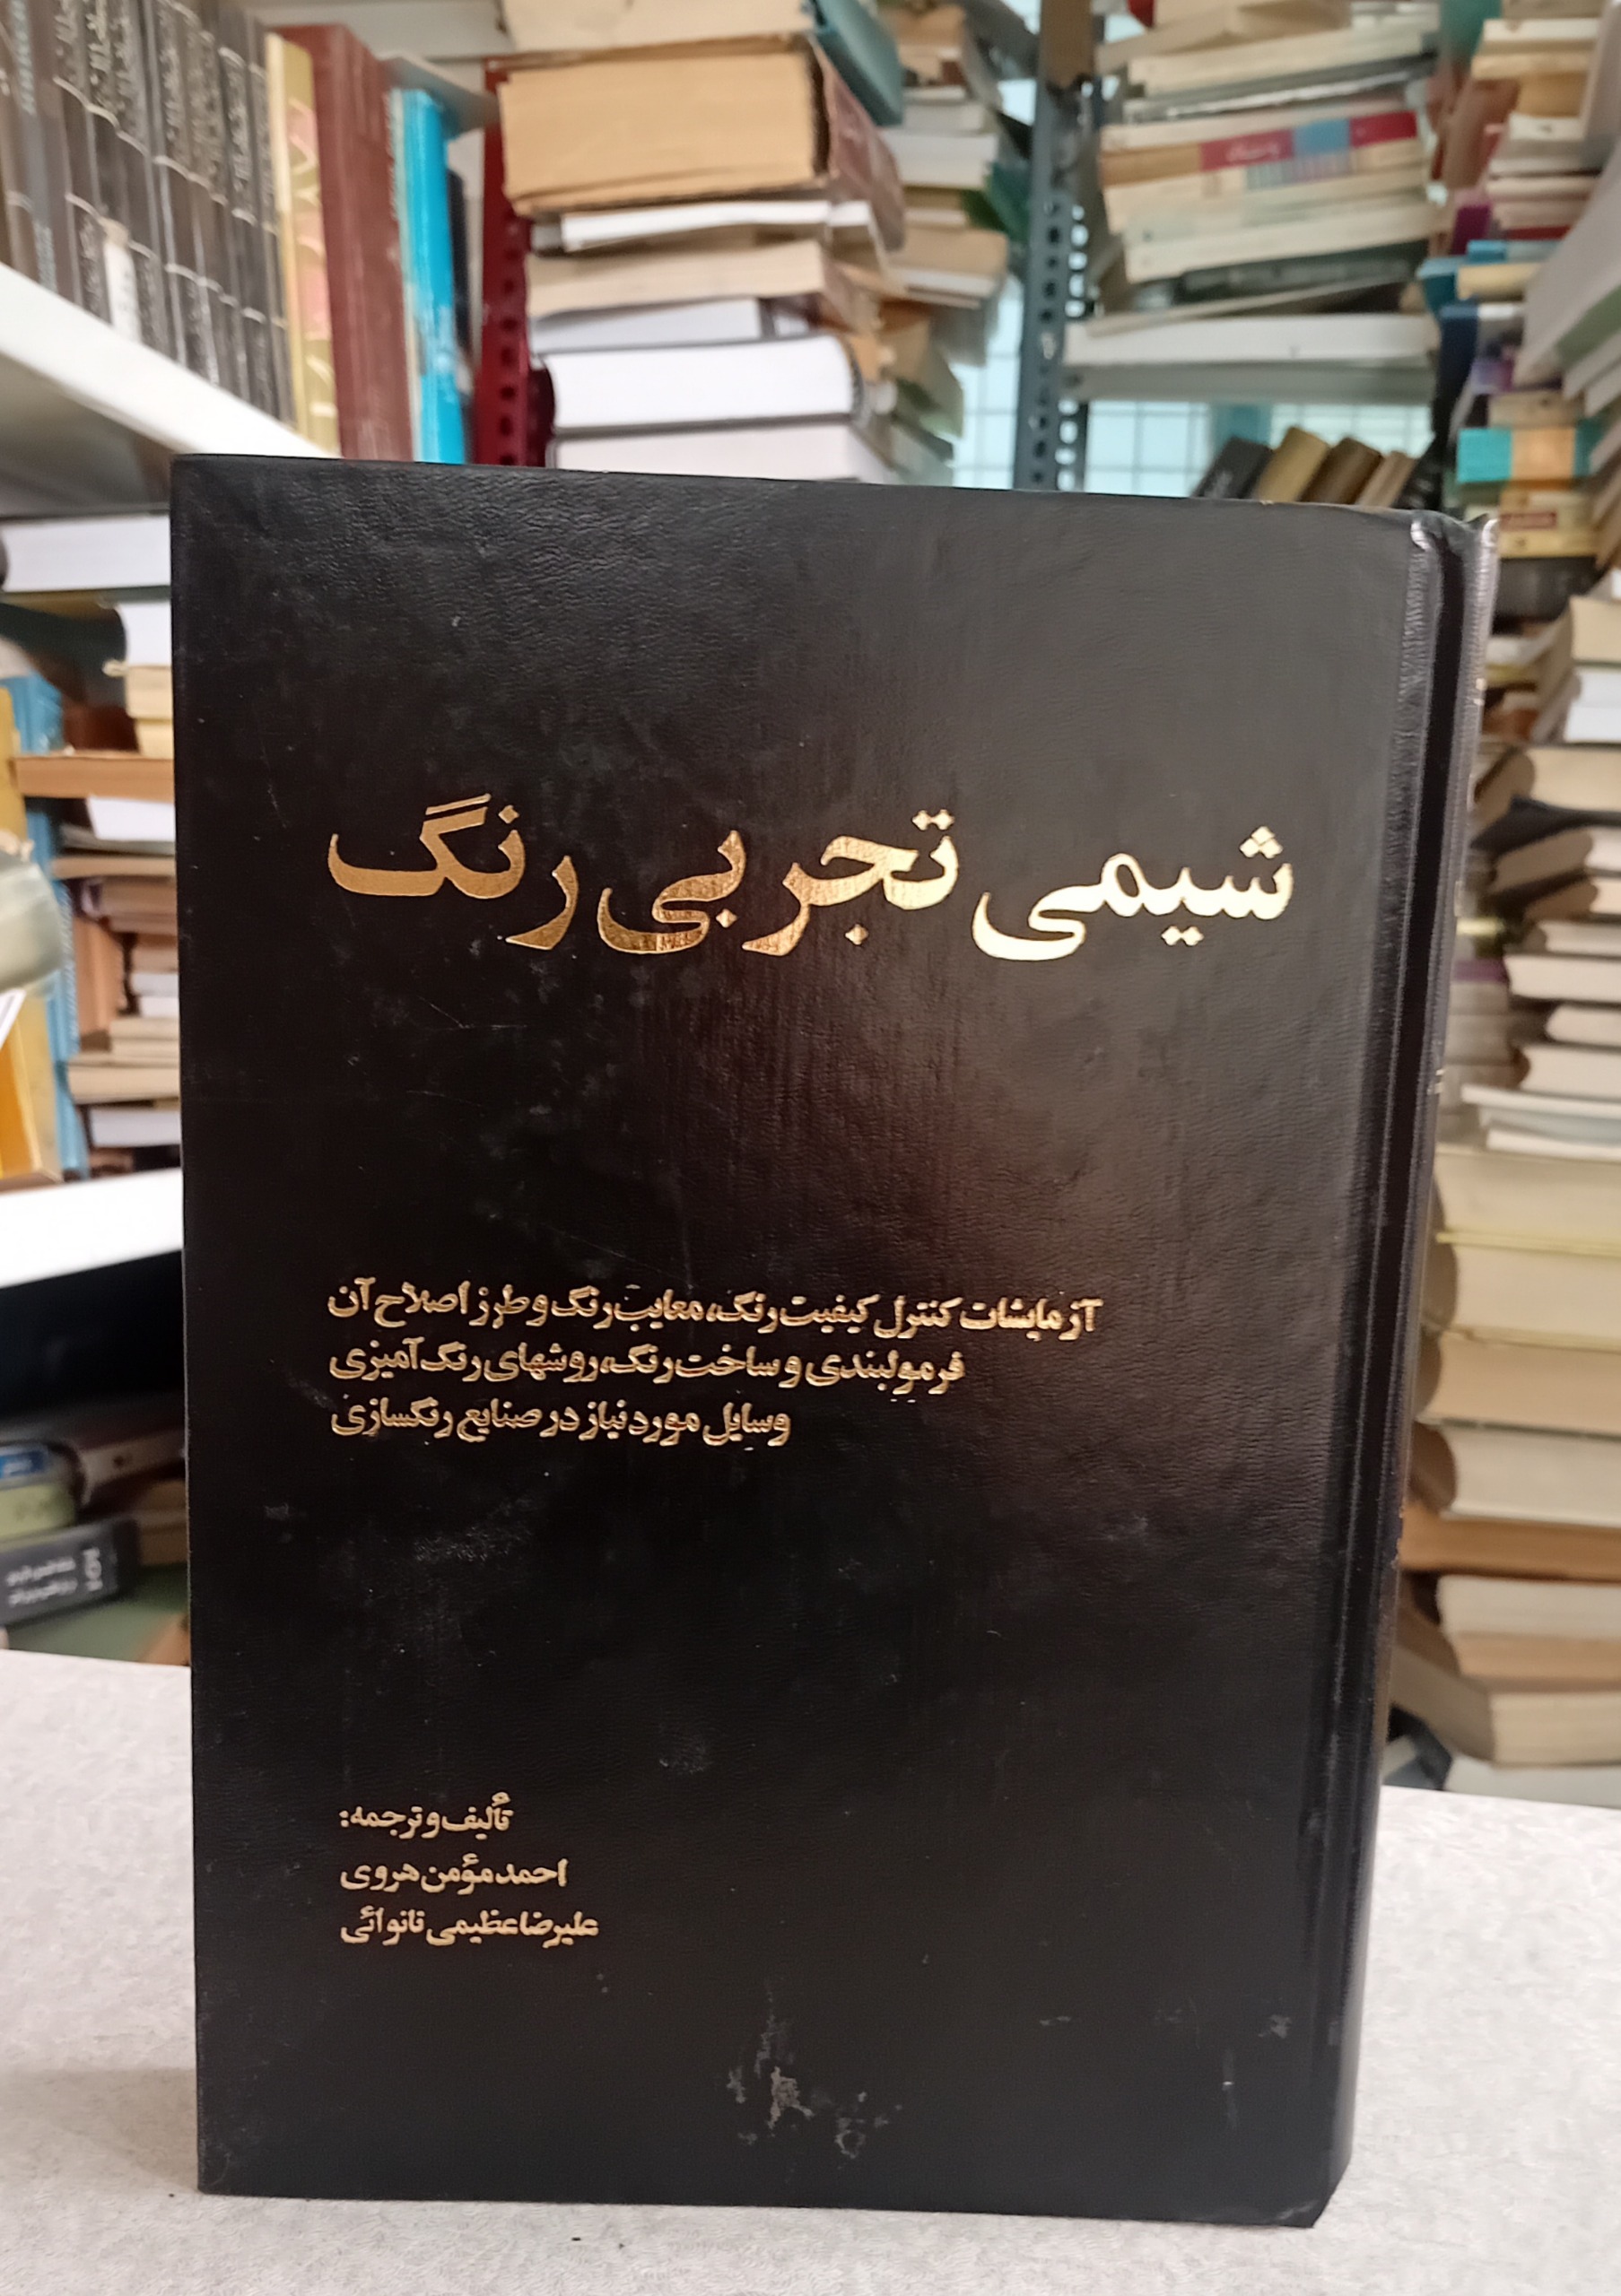 شیمی تجربی رنگ
آزمایشات کنترل کیفیت رنگ، معایب رنگ و طرز اصلاح آن
فرمولبندی و ساخت رنگ، روشهای رنگ آمیزی
وسایل مورد نیاز در صنایع رنگسازی
تألیف و ترجمه:
احمد مؤمن هروی
علیرضا عظیمی نانوائی